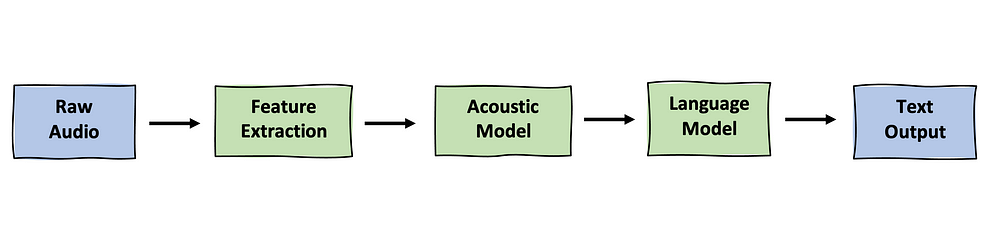 Raw
Audio
Feature
Extraction
Acoustic
Model
Language
Model
Text
Output